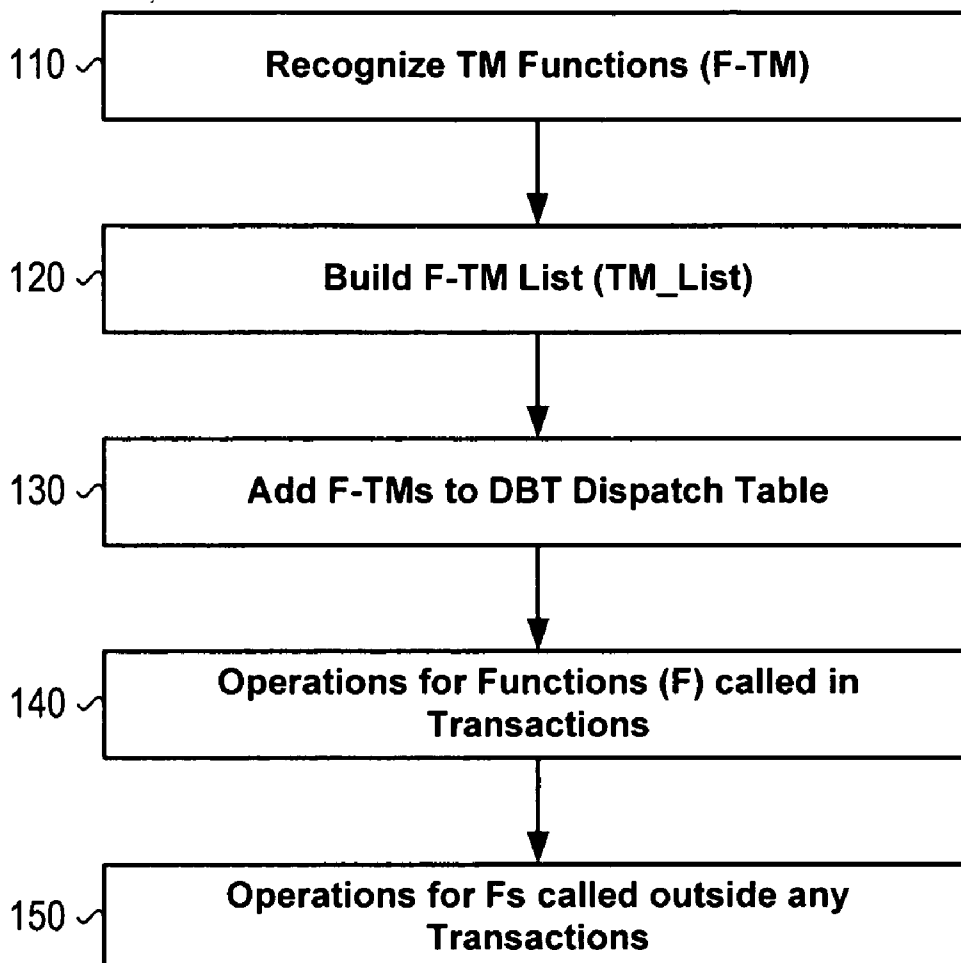 110 Recognize TM Functions (F-TM)
120 Build F-TM List (TM_List)
130 Add F-TMs to DBT Dispatch Table
140 Operations for Functions (F) called in
Transactions
150 Operations for Fs called outside any
Transactions